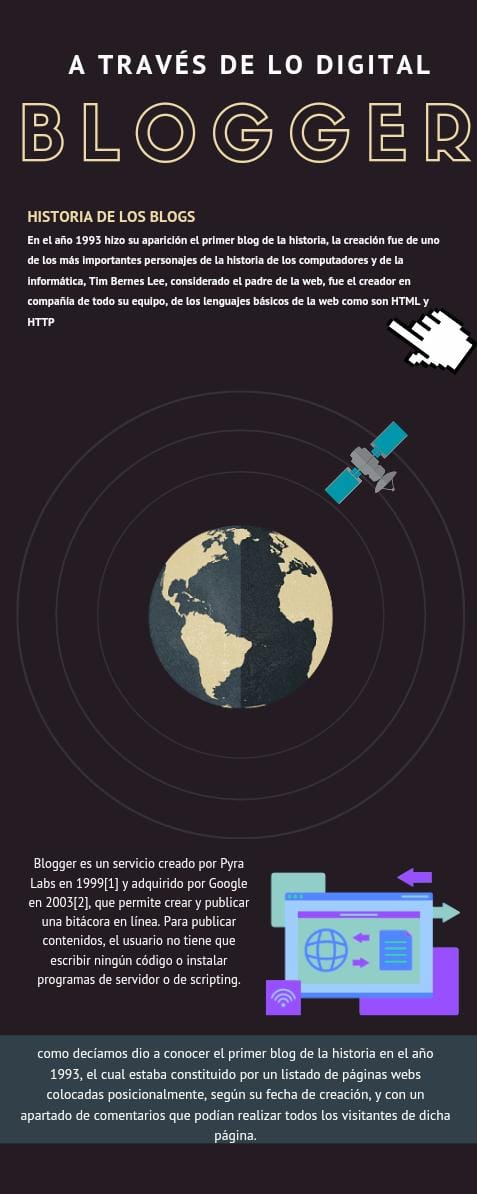 A TRAVÉS DE LO DIGITAL
BLOGGER
HISTORIA DE LOS BLOGS
En el año 1993 hizo su aparición el primer blog de la historia, la creación fue de uno
de los más importantes personajes de la historia de los computadores y de la
informática, Tim Bernes Lee, considerado el padre de la web, fue el creador en
compañía de todo su equipo, de los lenguajes básicos de la web como son HTML y
HTTP
Blogger es un servicio creado por Pyra
Labs en 1999[1] y adquirido por Google
en 2003[2], que permite crear y publicar
una bitácora en línea. Para publicar
contenidos, el usuario no tiene que
escribir ningún código o instalar
programas de servidor o de scripting.
como decíamos dio a conocer el primer blog de la historia en el año
1993, el cual estaba constituido por un listado de páginas webs
colocadas posicionalmente, según su fecha de creación, y con un
apartado de comentarios que podían realizar todos los visitantes de dicha
página.